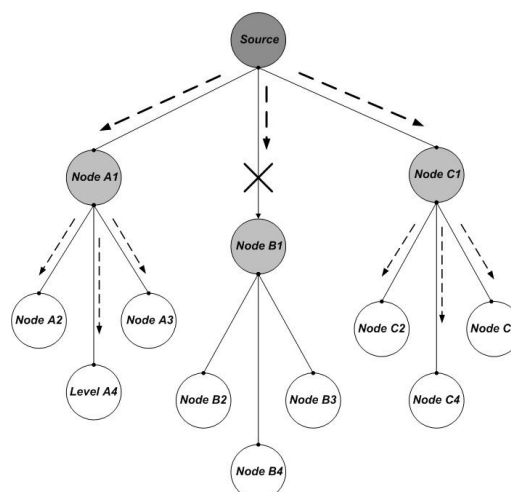 Source
Node A1
Node C1
Node B1
Node A2
Node A3
Node C2
Node C
Level A4
Node B2
Node B3
Node C4
Node B4